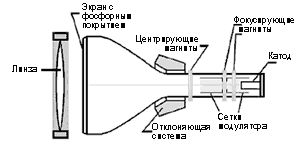 Экран с
фосфорным
покрытием
Фокусирующие
магниты
Центрирующие
магниты
Катод
Линза
Сетки
модулятора
Отклоняющая
система